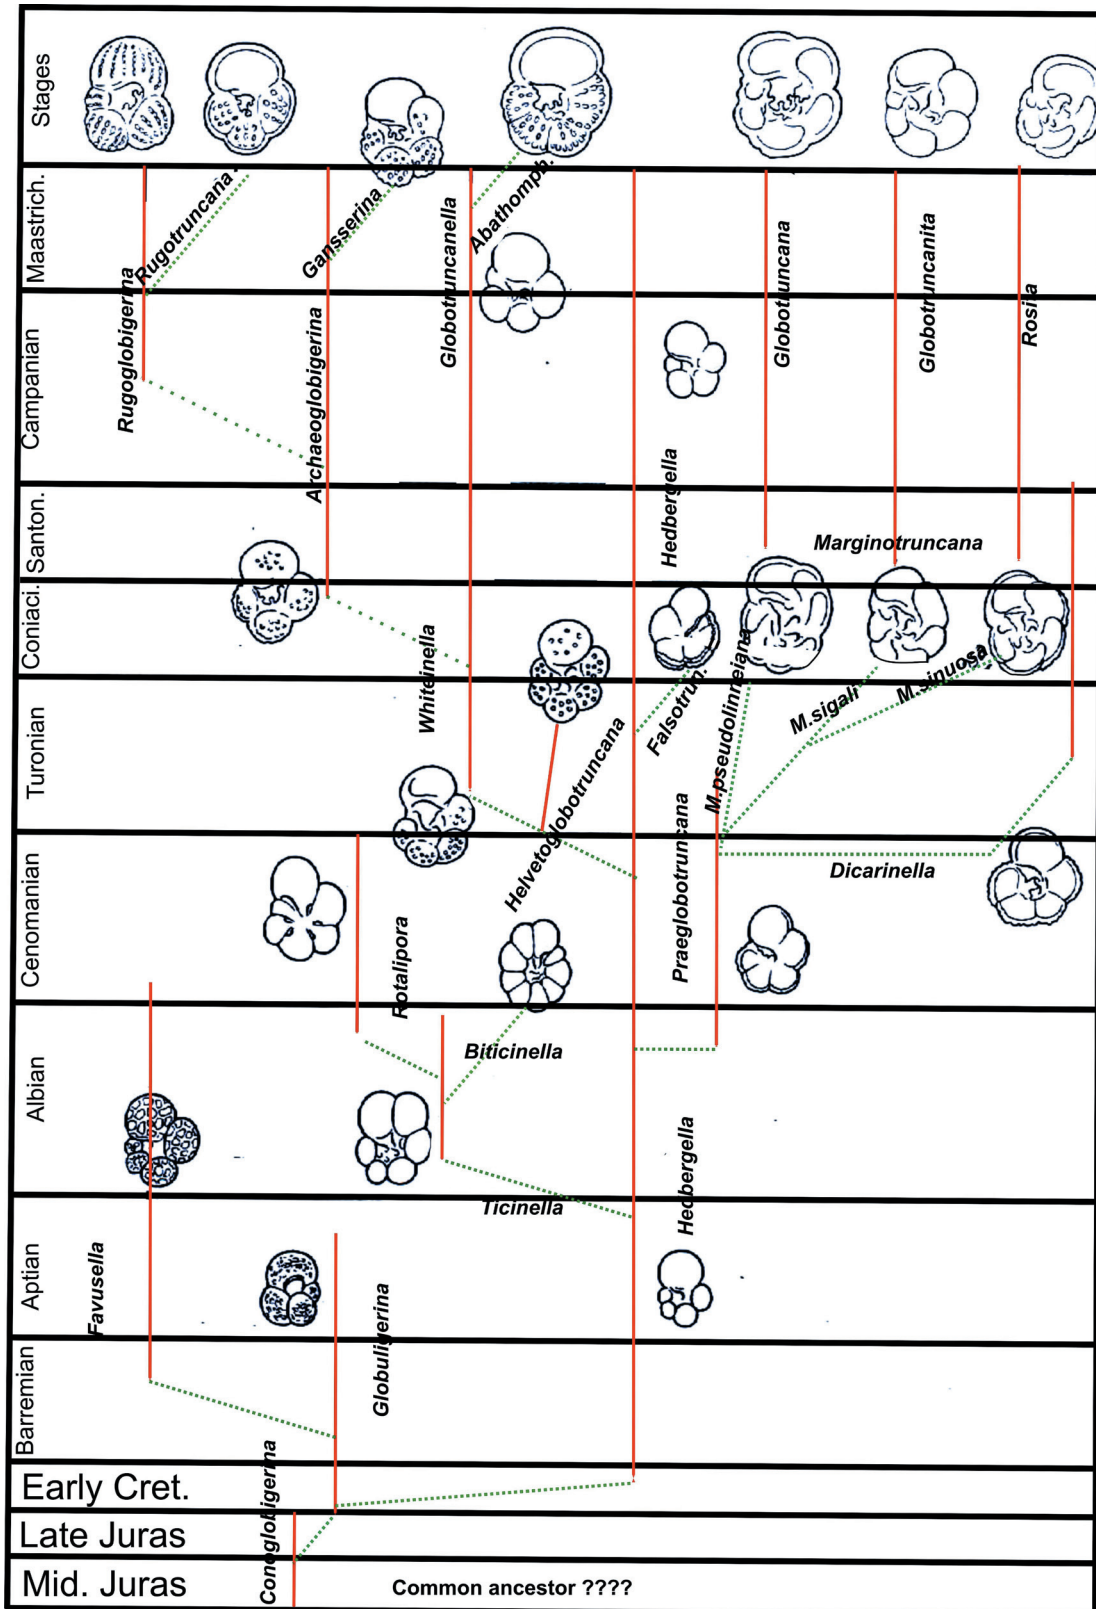 Stages
Maastrich.
Rugotruncana.
Gansserina
Globotruncanella
Abathomph.
Globotruncana
Globotruncanita
Rosila
Campanian
Rugoglobigerina
Archaeoglobigerina
Hedbergella
Santon.
Marginotruncana
Coniaci.
Whiteinella
Falsotrun.
M.pseudolinneiana
M.sigali
M.sinuosa
Turonian
Helvetoglobotruncana
Praeglobotruncana
Dicarinella
Cenomanian
Rotalipora
Albian
Biticinella
Hedbergella
Ticinella
Aptian
Favusella
Globuligerina
Barremian
Early Cret.
Late Juras
Conoglobigerina
Mid. Juras
Common ancestor ????